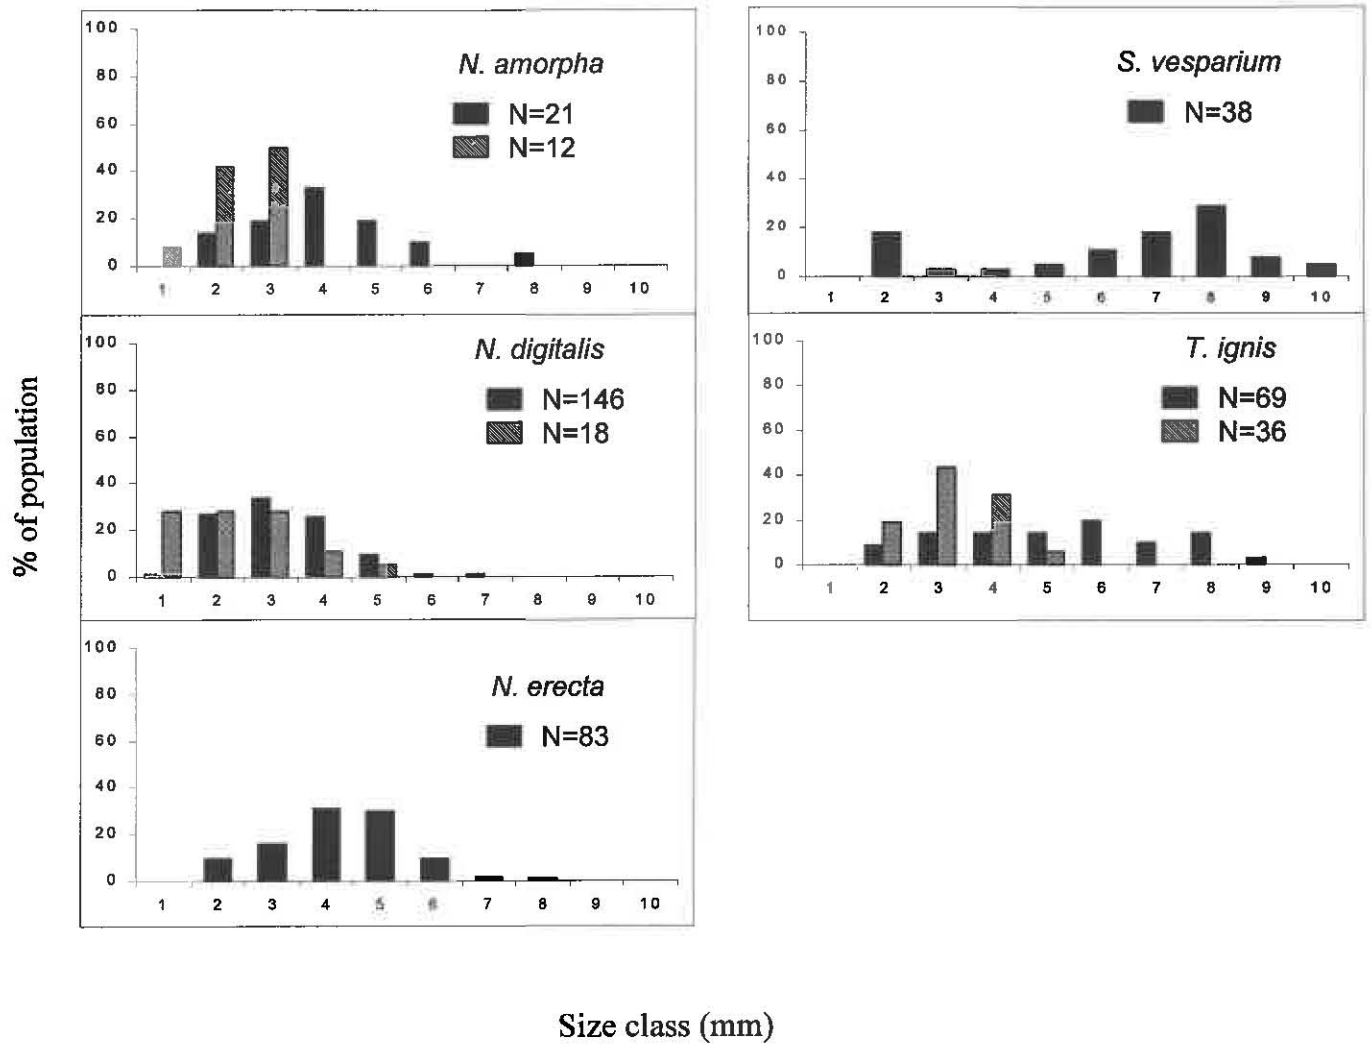 % of population
100
80
60
40
20
0
N. amorpha
N=21
N=12
1 2 3 4 5 6 7 8 9 10
100
80
60
40
20
0
S. vesparium
N=38
1 2 3 4 5 6 7 8 9 10
100
80
60
40
20
0
N. digitalis
N=146
N=18
1 2 3 4 5 6 7 8 9 10
100
80
60
40
20
0
T. ignis
N=69
N=36
1 2 3 4 5 6 7 8 9 10
100
80
60
40
20
0
N. erecta
N=83
1 2 3 4 5 6 7 8 9 10
Size class (mm)